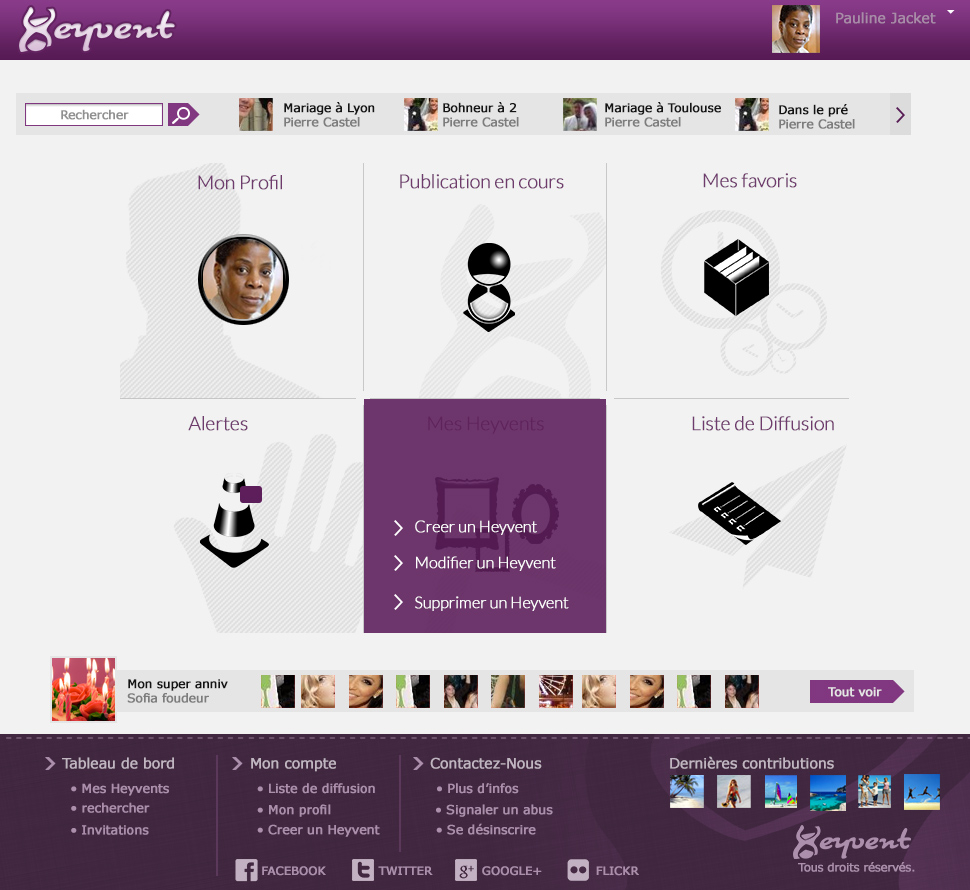 Heyvent
Pauline Jacket
Rechercher
Mariage à Lyon
Pierre Castel
Bohneur à 2
Pierre Castel
Mariage à Toulouse
Pierre Castel
Dans le pré
Pierre Castel
Mon Profil
Publication en cours
Mes favoris
Alertes
Mes Heyvents
Liste de Diffusion
Creer un Heyvent
Modifier un Heyvent
Supprimer un Heyvent
Mon super anniv
Sofia foudeur
Tout voir
Tableau de bord
• Mes Heyvents
• rechercher
• Invitations
Mon compte
• Liste de diffusion
• Mon profil
• Creer un Heyvent
Contactez-Nous
• Plus d'infos
• Signaler un abus
• Se désinscrire
Dernières contributions
Heyvent
Tous droits réservés.
FACEBOOK
TWITTER
g+ GOOGLE+
FLICKR